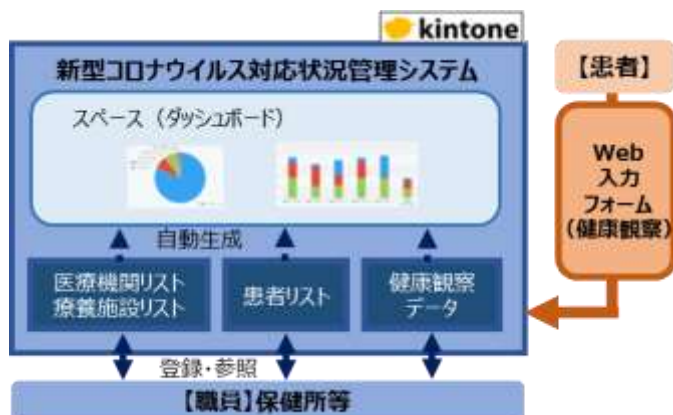 kintone
新型コロナウイルス対応状況管理システム
スペース（ダッシュボード）
自動生成
医療機関リスト
療養施設リスト
患者リスト
健康観察
データ
登録・参照
【職員】保健所等
【患者】
Web
入力
フォーム
（健康観察）